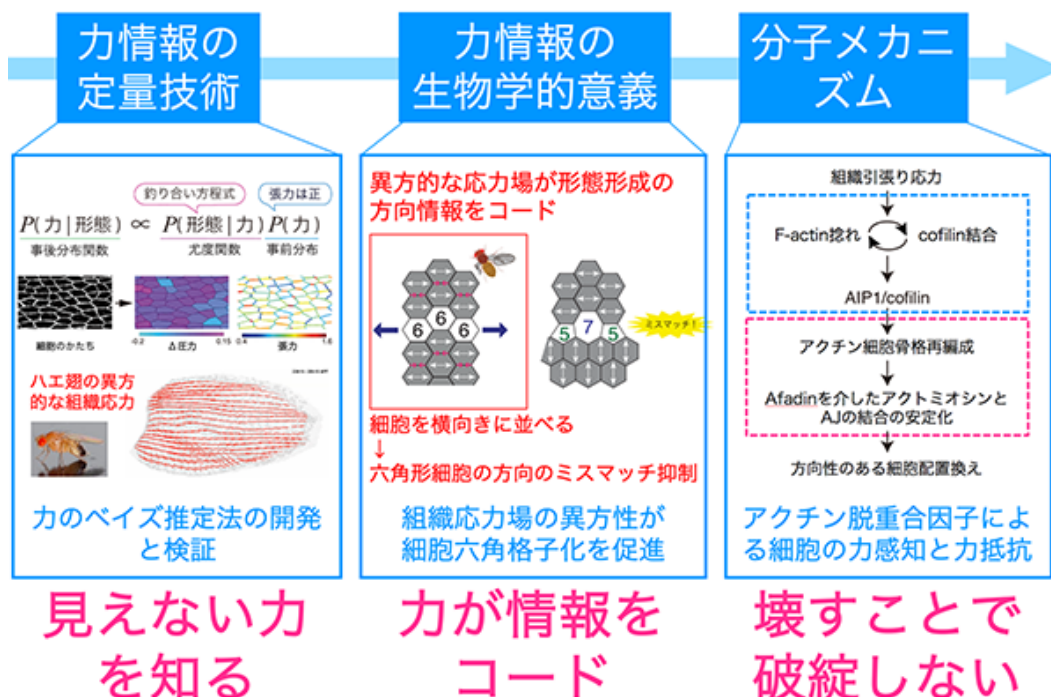 力情報の
定量技術
力情報の
生物学的意義
分子メカニ
ズム
釣り合い方程式
張力は正
P(力|形態) ∝ P(形態|力)P(力)
事後分布関数
尤度関数
事前分布
細胞のかたち
-0.2
0.15
Δ圧力
0.4
1.6
張力
ハエ翅の異方
的な組織応力
力のベイズ推定法の開発
と検証
見えない力
を知る
異方的な応力場が形態形成の
方向情報をコード
6
6
6
5
7
5
ミスマッチ!
細胞を横向きに並べる
↓
六角形細胞の方向のミスマッチ抑制
組織応力場の異方性が
細胞六角格子化を促進
力が情報を
コード
組織引張り応力
F-actin捻れ
cofilin結合
AIP1/cofilin
アクチン細胞骨格再編成
Afadinを介したアクトミオシンと
AJの結合の安定化
方向性のある細胞配置換え
アクチン脱重合因子によ
る細胞の力感知と力抵抗
壊すことで
破綻しない